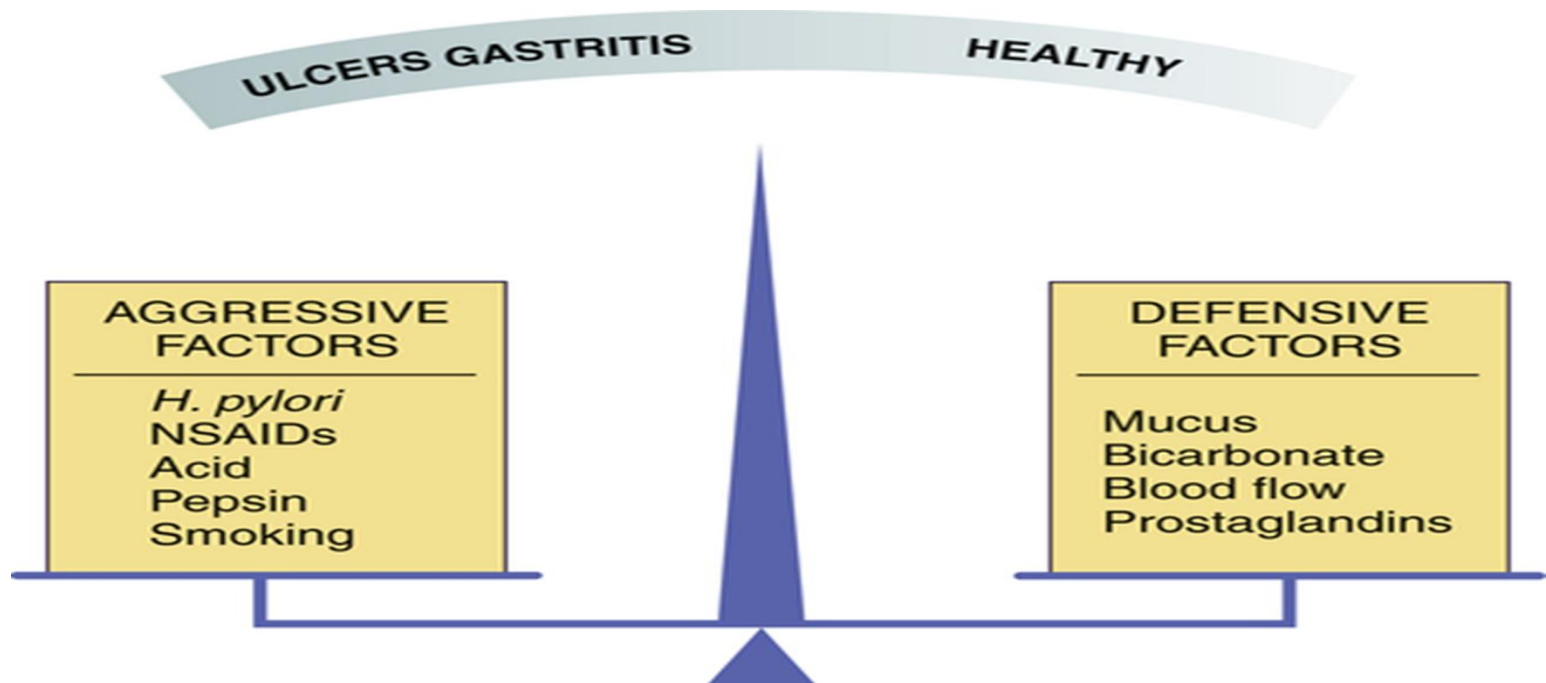 ULCERS GASTRITIS HEALTHY
AGGRESSIVE
FACTORS
H. pylori
NSAIDs
Acid
Pepsin
Smoking
DEFENSIVE
FACTORS
Mucus
Bicarbonate
Blood flow
Prostaglandins